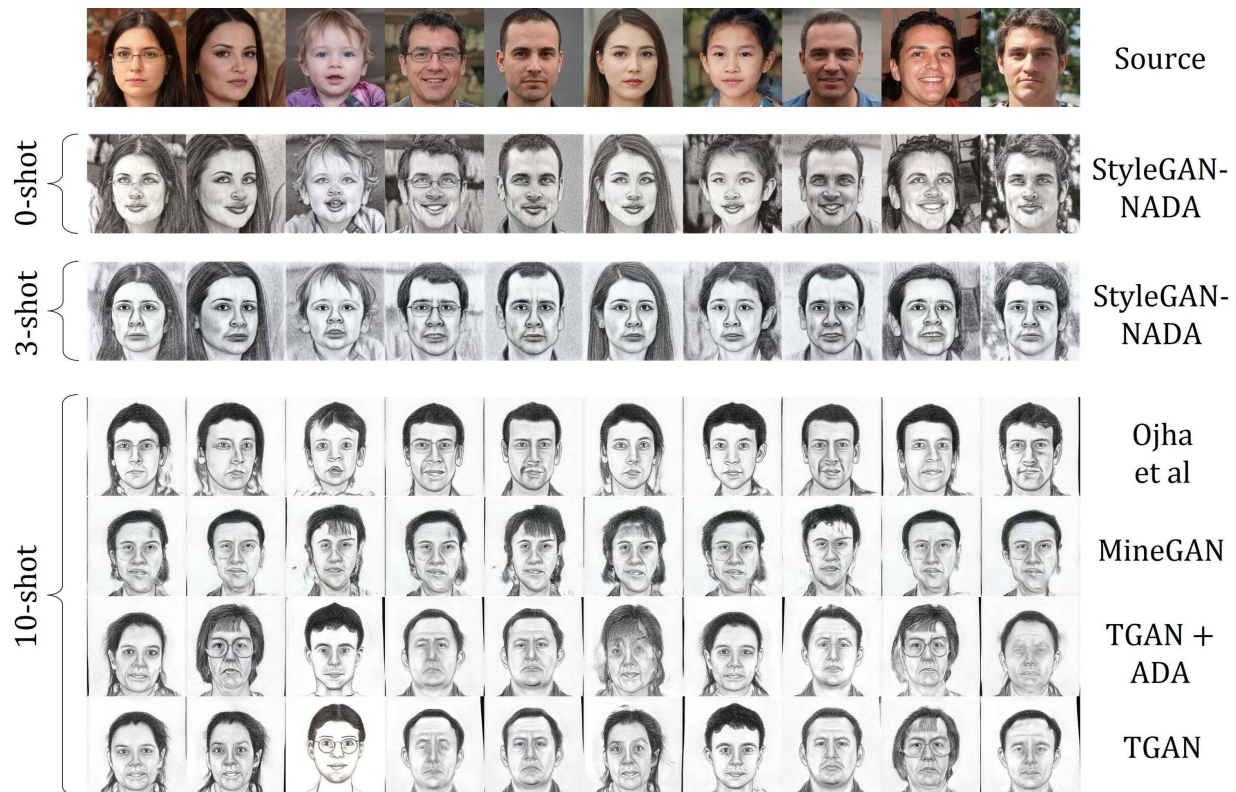 Source
0-shot
StyleGAN-
NADA
3-shot
StyleGAN-
NADA
10-shot
Ojha
et al
MineGAN
TGAN +
ADA
TGAN